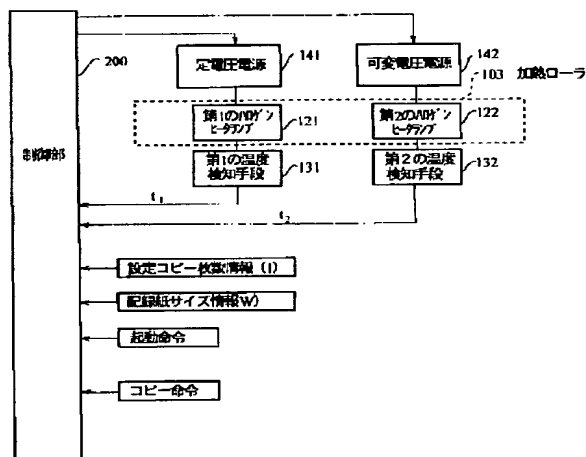 200
定電圧電源
141
可変電圧電源
142
103 加熱ローラ
第1のハロゲン
ヒータランプ
121
第2のハロゲン
ヒータランプ
122
制御部
第1の温度
検知手段
131
第2の温度
検知手段
132
t1
t2
設定コピー枚数情報 (I)
記録紙サイズ情報W)
起動命令
コピー命令